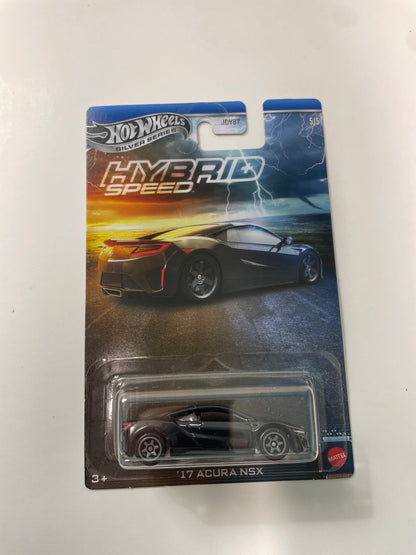 HOT WHEELS
SILVER SERIES
JDY87
5/5
HYBRID
SPEED
'17 ACURA NSX
3+
MATTEL